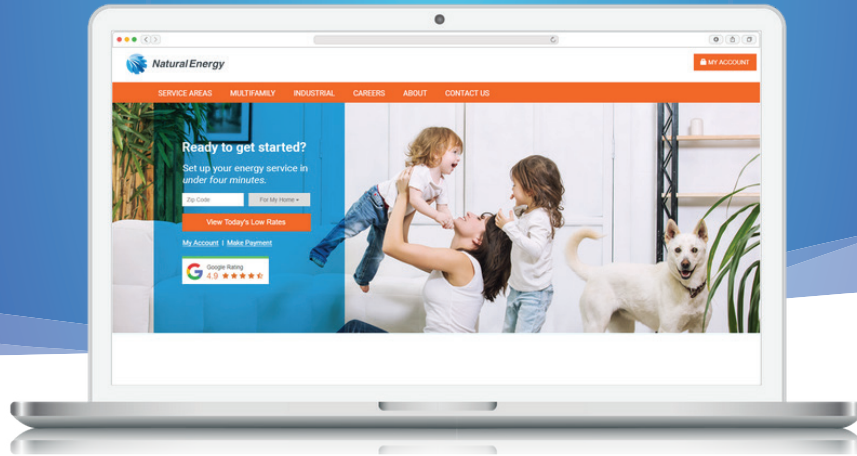 Natural Energy
MY ACCOUNT
SERVICE AREAS MULTIFAMILY INDUSTRIAL CAREERS ABOUT CONTACT US
Ready to get started?
Set up your energy service in
under four minutes.
Zip Code For My Home
View Today's Low Rates
My Account | Make Payment
Google Rating
4.9